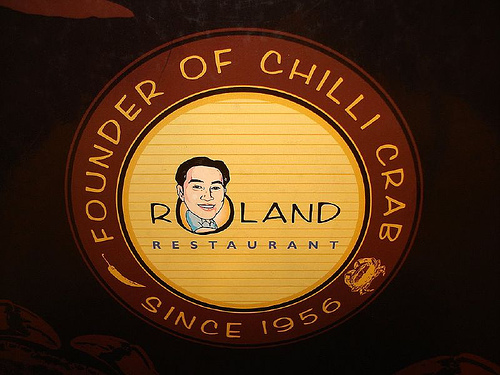 FOUNDER OF CHILLI CRAB
ROLAND
RESTAURANT
SINCE 1956